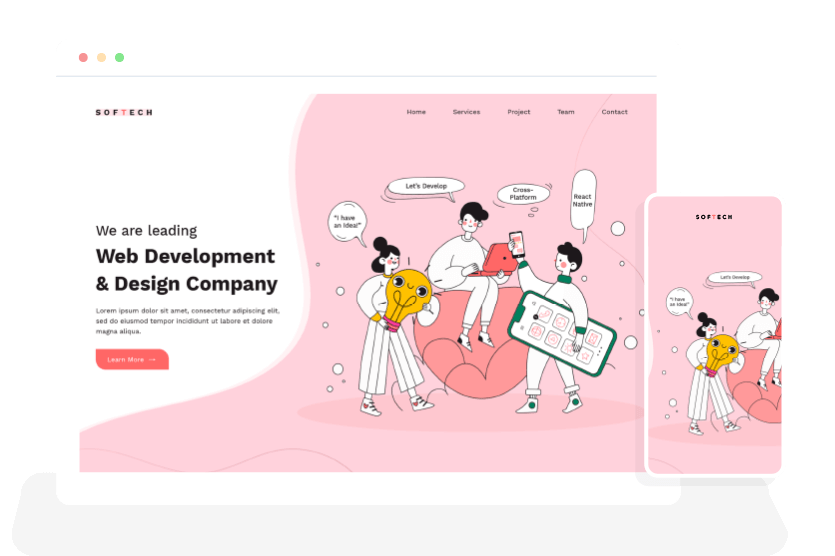 SOFTECH
Home Services Project Team Contact
Let's Develop
Cross-
Platform
React
Native
"I have
an Idea!"
We are leading
Web Development
& Design Company
Lorem ipsum dolor sit amet, consectetur adipiscing elit,
sed do eiusmod tempor incididunt ut labore et dolore
magna aliqua.
Learn More →
SOFTECH
Let's Develop
"I have
an Idea!"